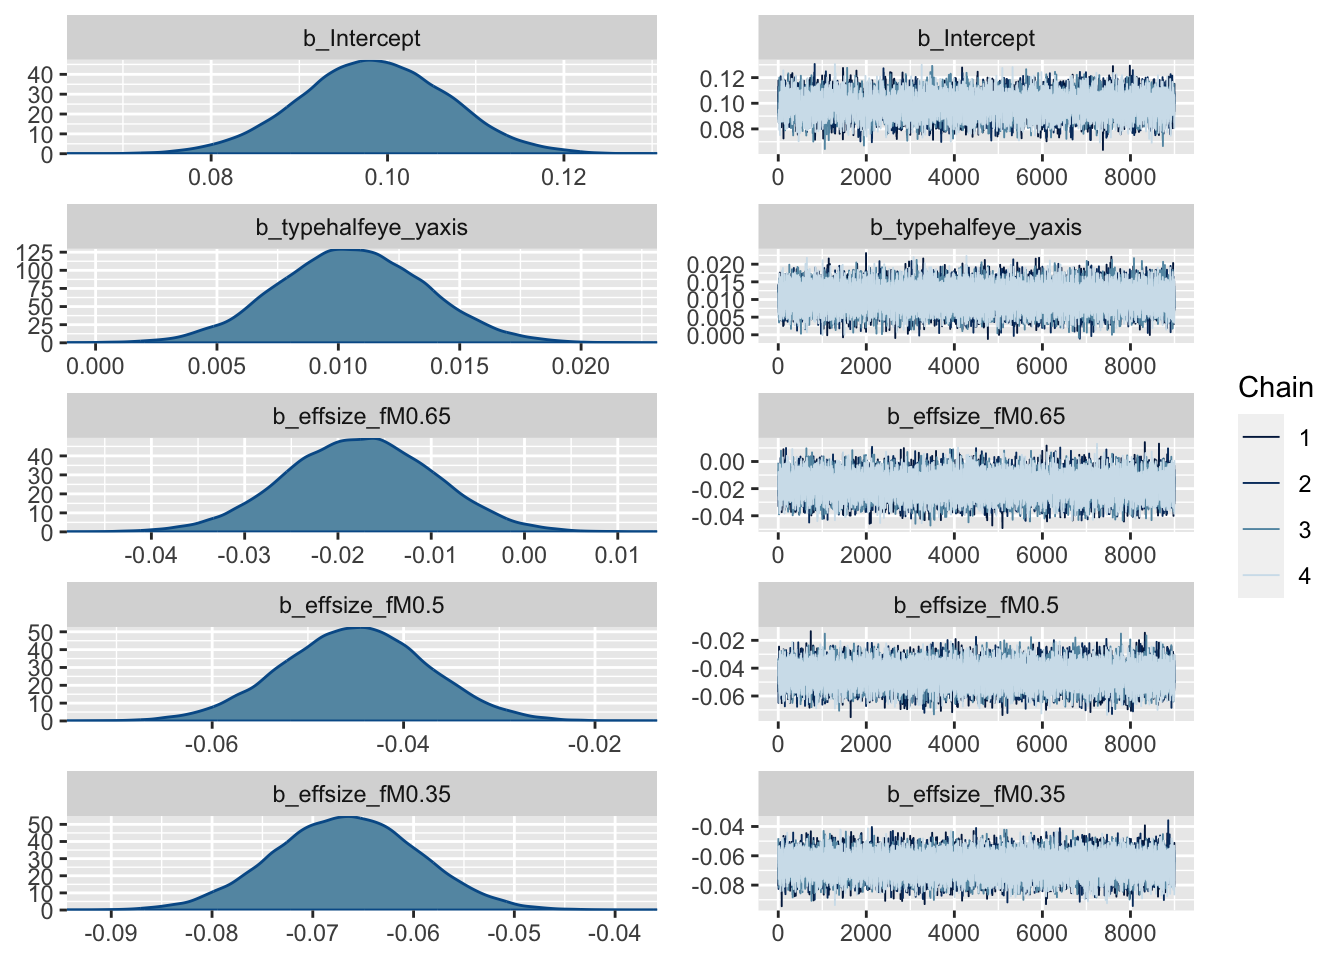 b_Intercept
40
30
20
10
0
0.08 0.10 0.12
b_Intercept
0.12
0.10
0.08
0 2000 4000 6000 8000
b_typehalfeye_yaxis
125
100
75
50
25
0
0.000 0.005 0.010 0.015 0.020
b_typehalfeye_yaxis
0.020
0.015
0.010
0.005
0.000
0 2000 4000 6000 8000
b_effsize_fM0.65
40
30
20
10
0
-0.04 -0.03 -0.02 -0.01 0.00 0.01
b_effsize_fM0.65
0.00
-0.02
-0.04
0 2000 4000 6000 8000
b_effsize_fM0.5
50
40
30
20
10
0
-0.06 -0.04 -0.02
b_effsize_fM0.5
-0.02
-0.04
-0.06
0 2000 4000 6000 8000
b_effsize_fM0.35
50
40
30
20
10
0
-0.09 -0.08 -0.07 -0.06 -0.05 -0.04
b_effsize_fM0.35
-0.04
-0.06
-0.08
0 2000 4000 6000 8000
Chain
1
2
3
4